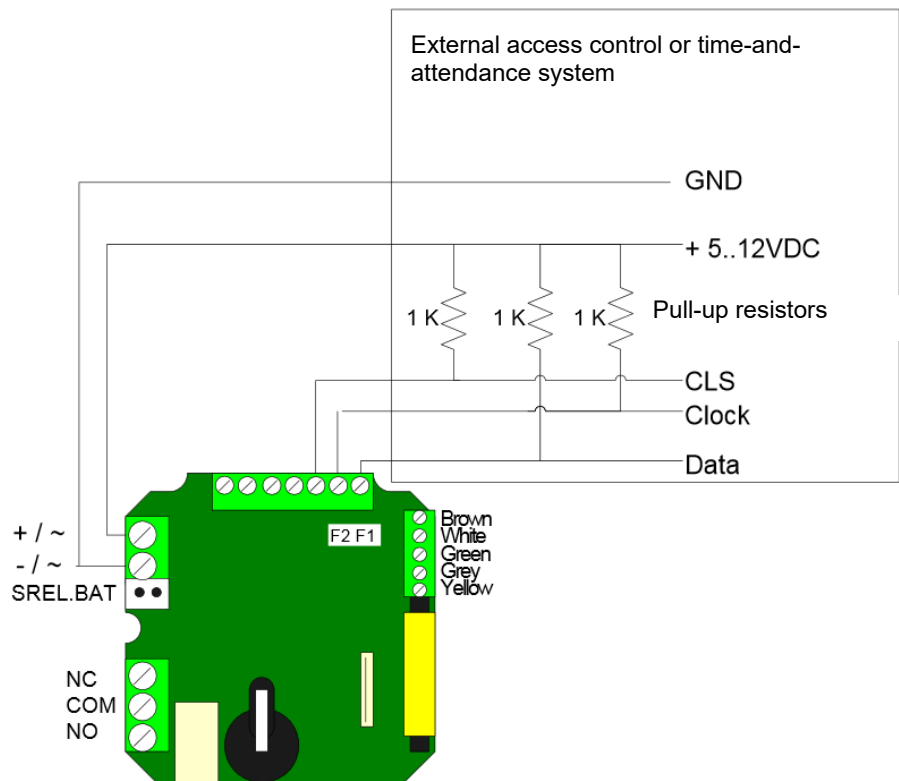 External access control or time-and-
attendance system
GND
+ 5..12VDC
1 K
1 K
1 K
Pull-up resistors
CLS
Clock
Data
F2 F1
Brown
White
Green
Grey
Yellow
+ / ~
- / ~
SREL.BAT
NC
COM
NO